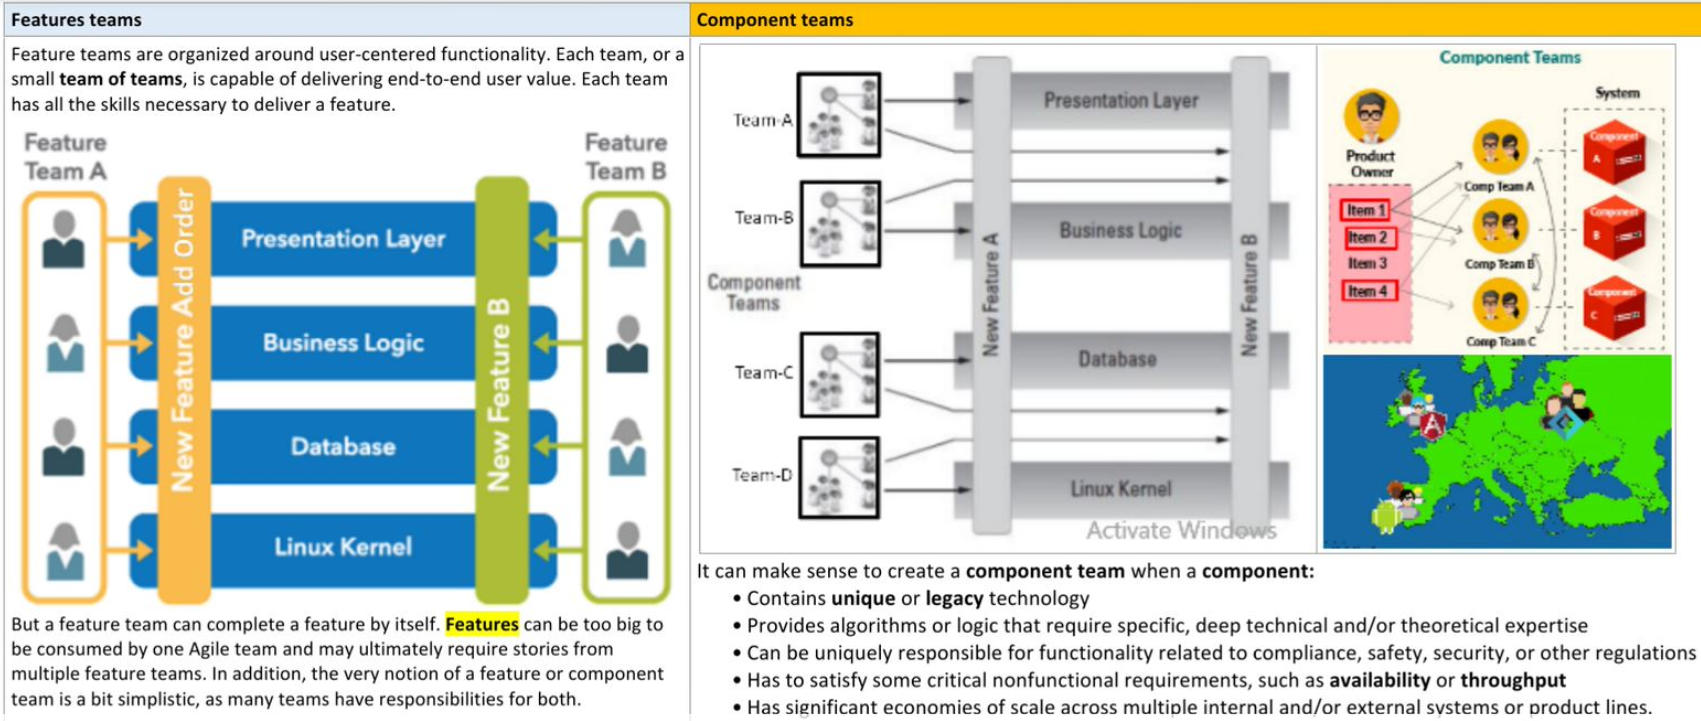 Features teams
Feature teams are organized around user-centered functionality. Each team, or a
small team of teams, is capable of delivering end-to-end user value. Each team
has all the skills necessary to deliver a feature.
Feature
Team A
Feature
Team B
New Feature Add Order
New Feature B
Presentation Layer
Business Logic
Database
Linux Kernel
But a feature team can complete a feature by itself. Features can be too big to
be consumed by one Agile team and may ultimately require stories from
multiple feature teams. In addition, the very notion of a feature or component
team is a bit simplistic, as many teams have responsibilities for both.
Component teams
Team-A
Team-B
Component
Teams
Team-C
Team-D
New Feature A
New Feature B
Presentation Layer
Business Logic
Database
Linux Kernel
Activate Windows
Component Teams
System
Product
Owner
Item 1
Item 2
Item 3
Item 4
Comp Team A
Comp Team B
Comp Team C
Component
A
Component
B
Component
C
A
It can make sense to create a component team when a component:
• Contains unique or legacy technology
• Provides algorithms or logic that require specific, deep technical and/or theoretical expertise
• Can be uniquely responsible for functionality related to compliance, safety, security, or other regulations
• Has to satisfy some critical nonfunctional requirements, such as availability or throughput
• Has significant economies of scale across multiple internal and/or external systems or product lines.